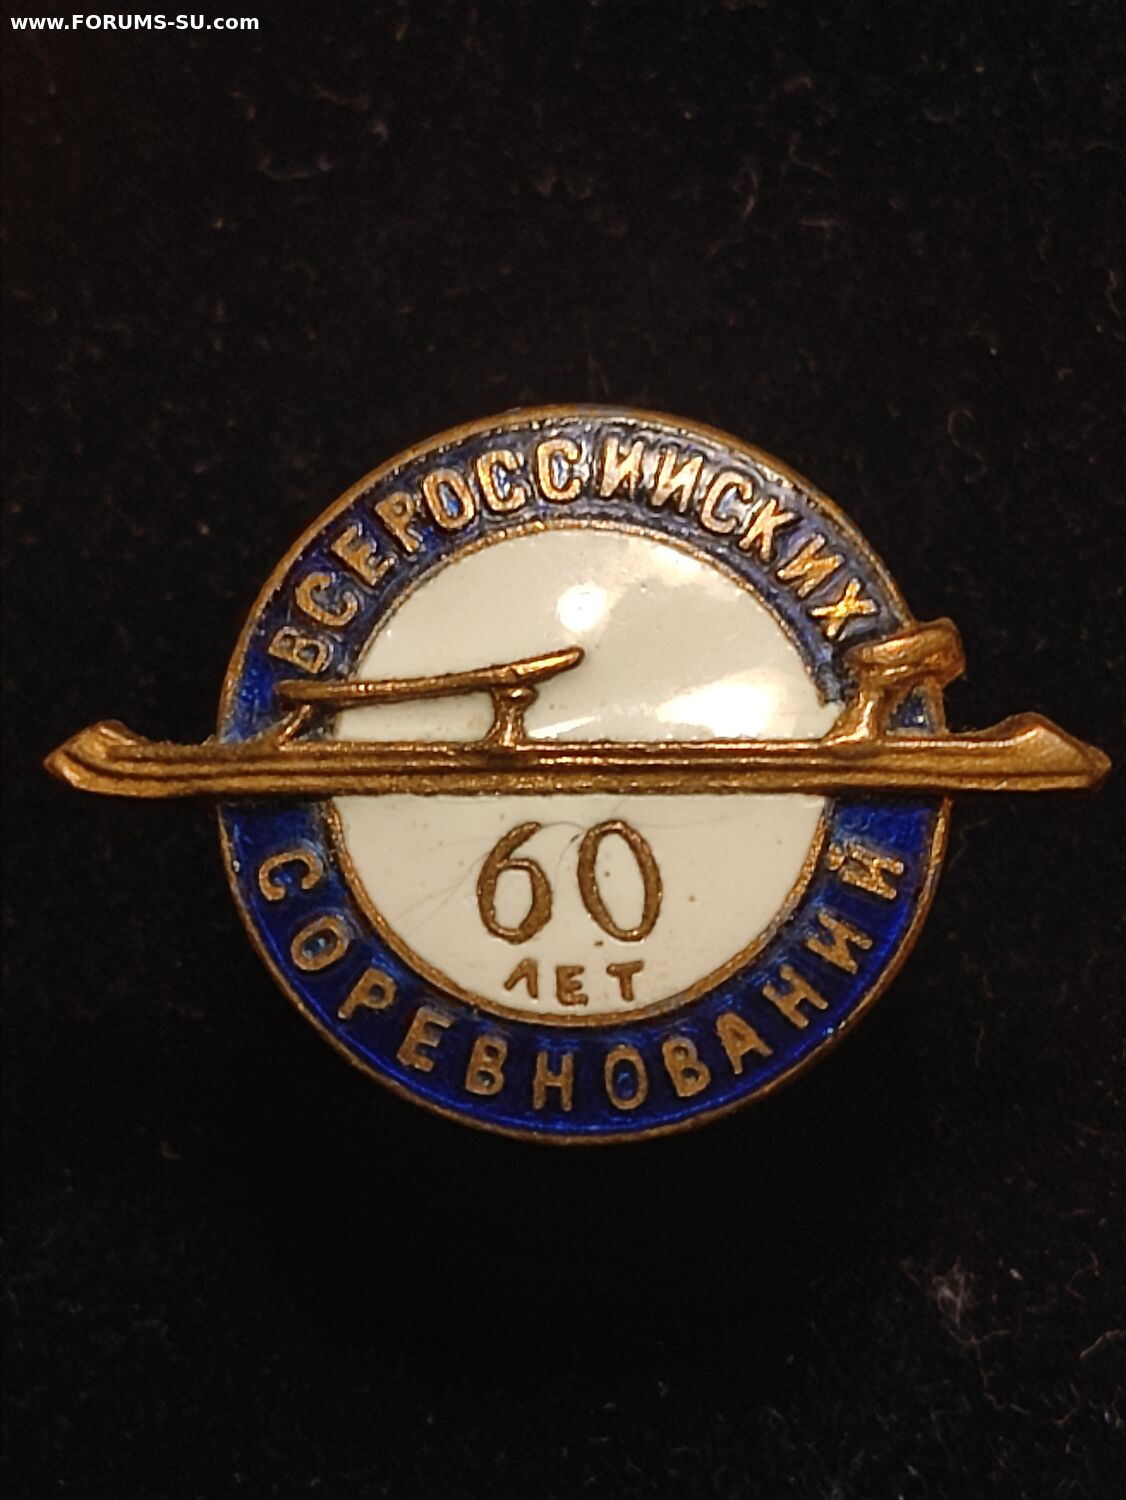 www.FORUMS-SU.com
ВСЕРОССИИСКИХ
60
ЛЕТ
СОРЕВНОВАНИЙ